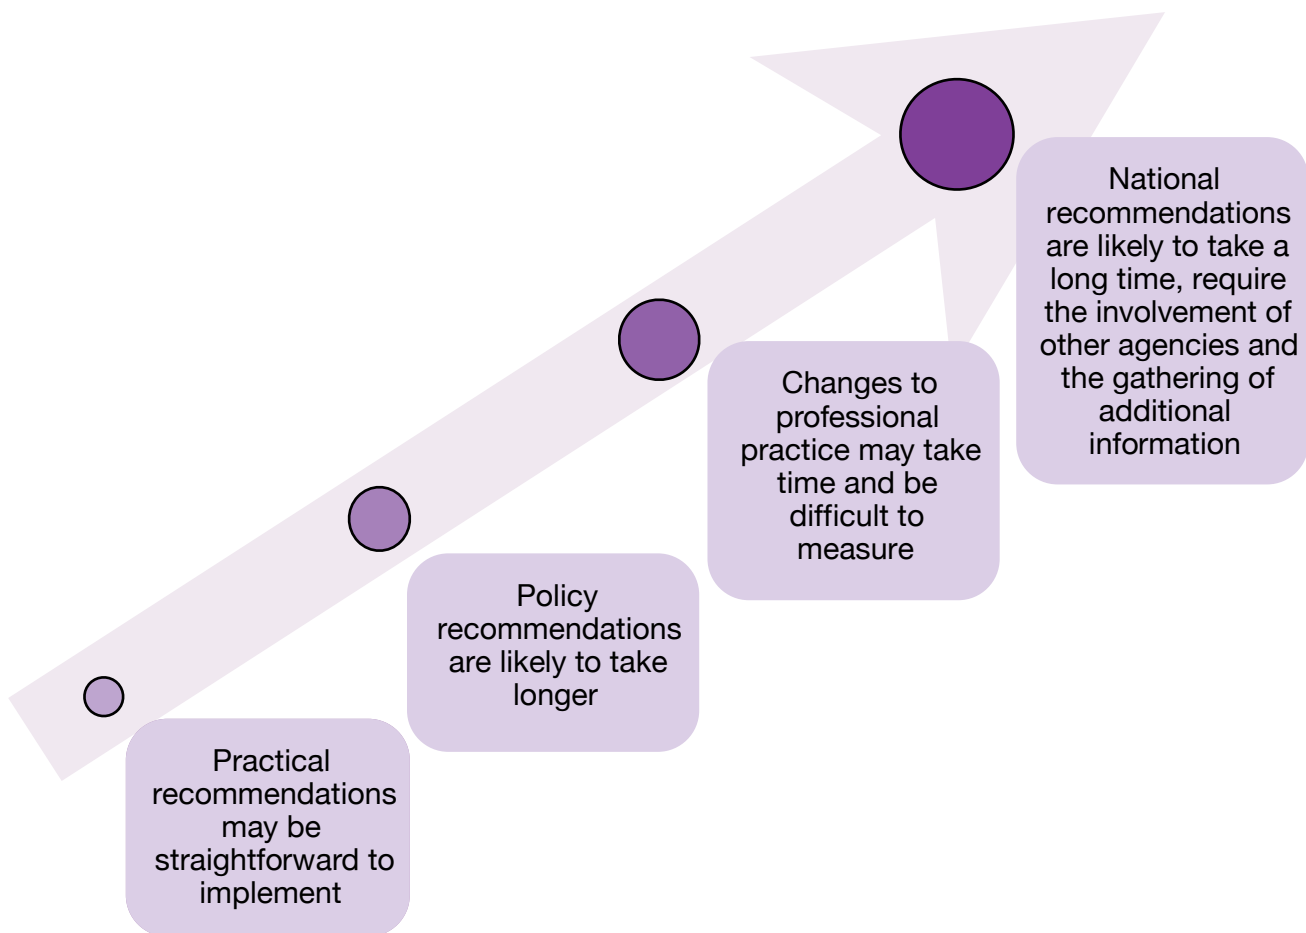 Practical
recommendations
may be
straightforward to
implement
Policy
recommendations
are likely to take
longer
Changes to
professional
practice may take
time and be
difficult to
measure
National
recommendations
are likely to take a
long time, require
the involvement of
other agencies and
the gathering of
additional
information